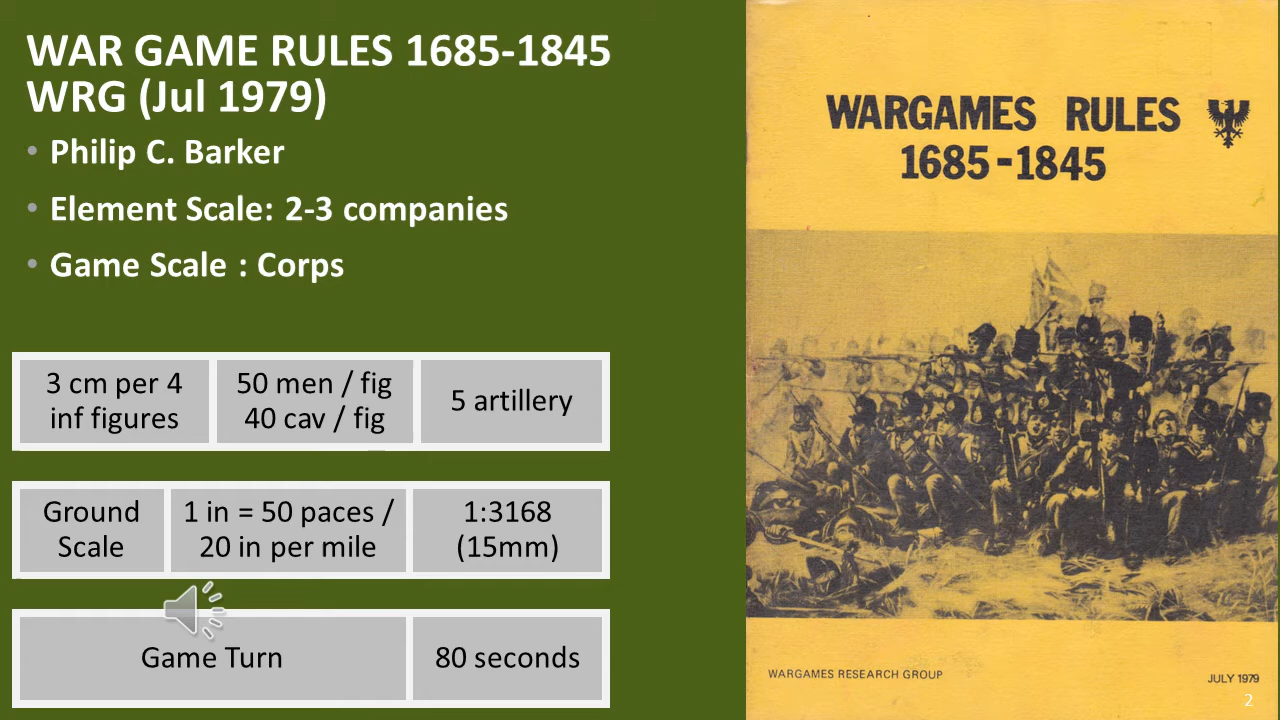 WAR GAME RULES 1685-1845
WRG (Jul 1979)
• Philip C. Barker
• Element Scale: 2-3 companies
• Game Scale : Corps
3 cm per 4
inf figures
50 men / fig
40 cav / fig
5 artillery
Ground
Scale
1 in = 50 paces /
20 in per mile
1:3168
(15mm)
Game Turn
80 seconds
WARGAMES RULES
1685-1845
WARGAMES RESEARCH GROUP
JULY 1979
2